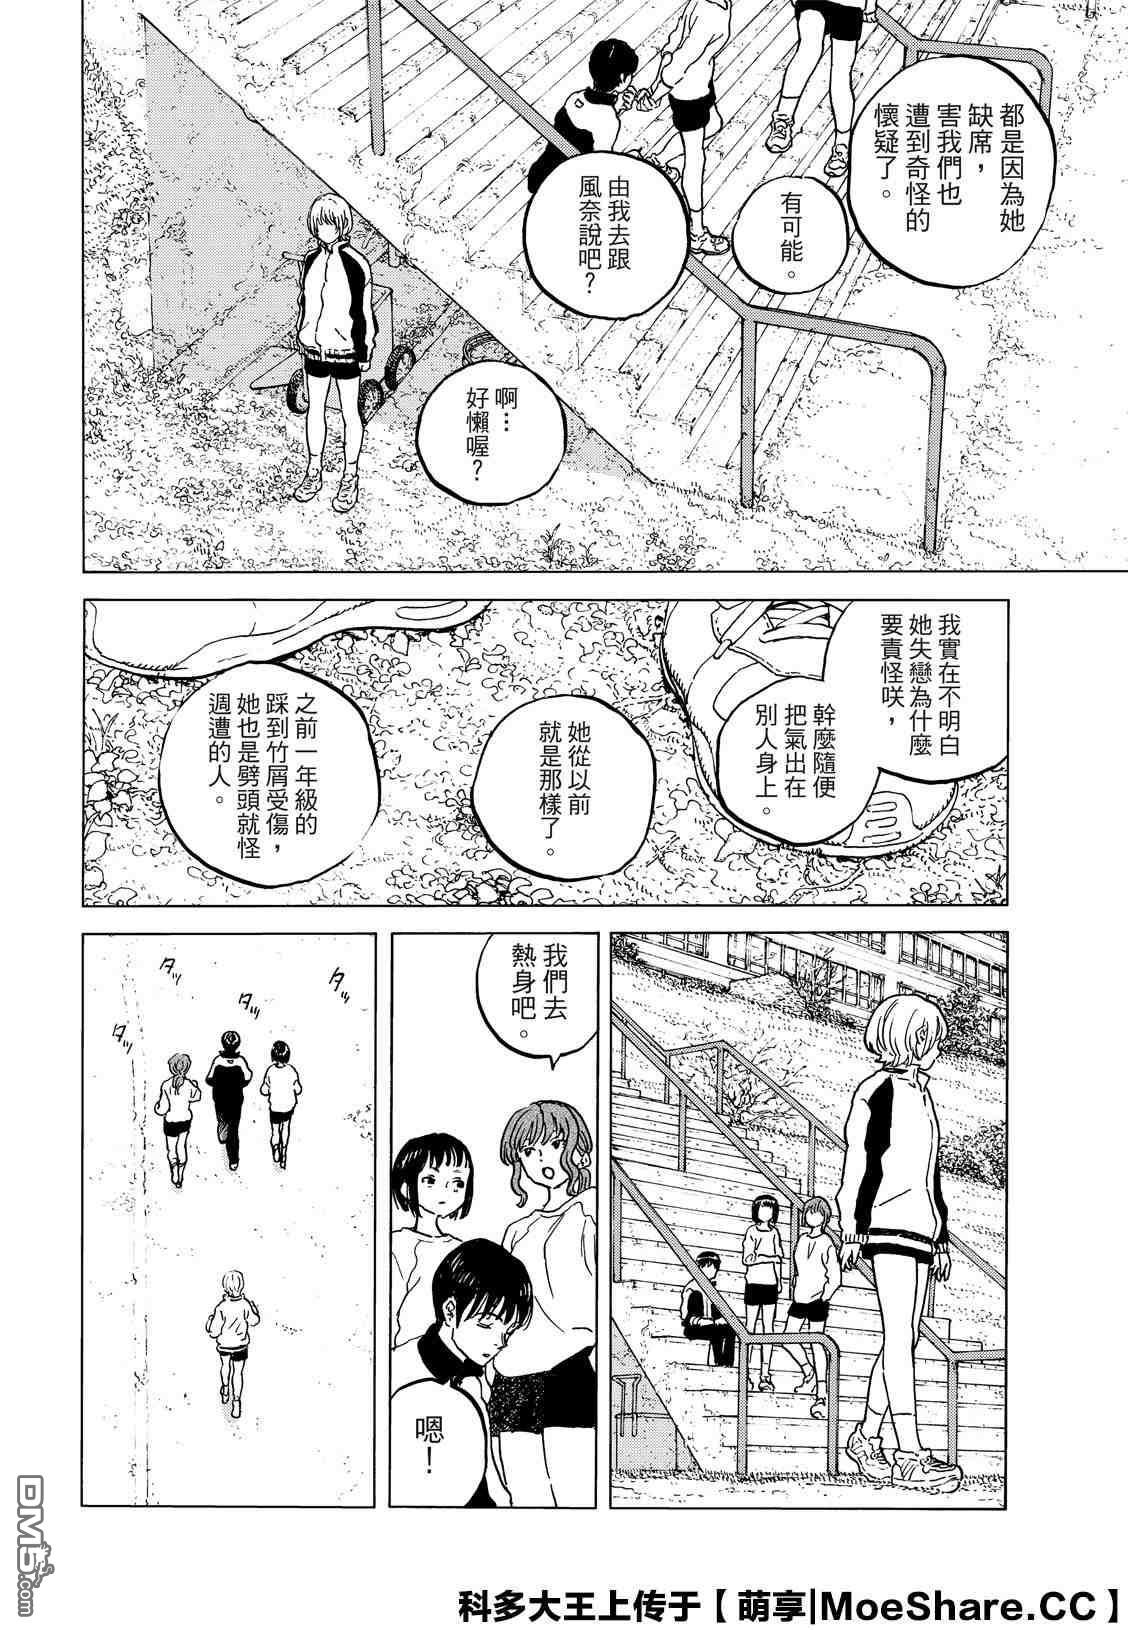 都是因為她
缺席，
害我們也
遭到奇怪的
懷疑了。
有可能。
由我去跟
風奈說吧？
啊…
好懶喔？
我實在不明白
她失戀為什麼
要責怪咲，
幹麼隨便
把氣出在
別人身上。
她從以前
就是那樣了。
之前一年級的
踩到竹屑受傷，
她也是劈頭就怪
週遭的人。
我們去
熱身吧。
嗯！
タッ
タッ
タッ
タッ
DM5.com
科多大王上传于【萌享|MoeShare.CC】